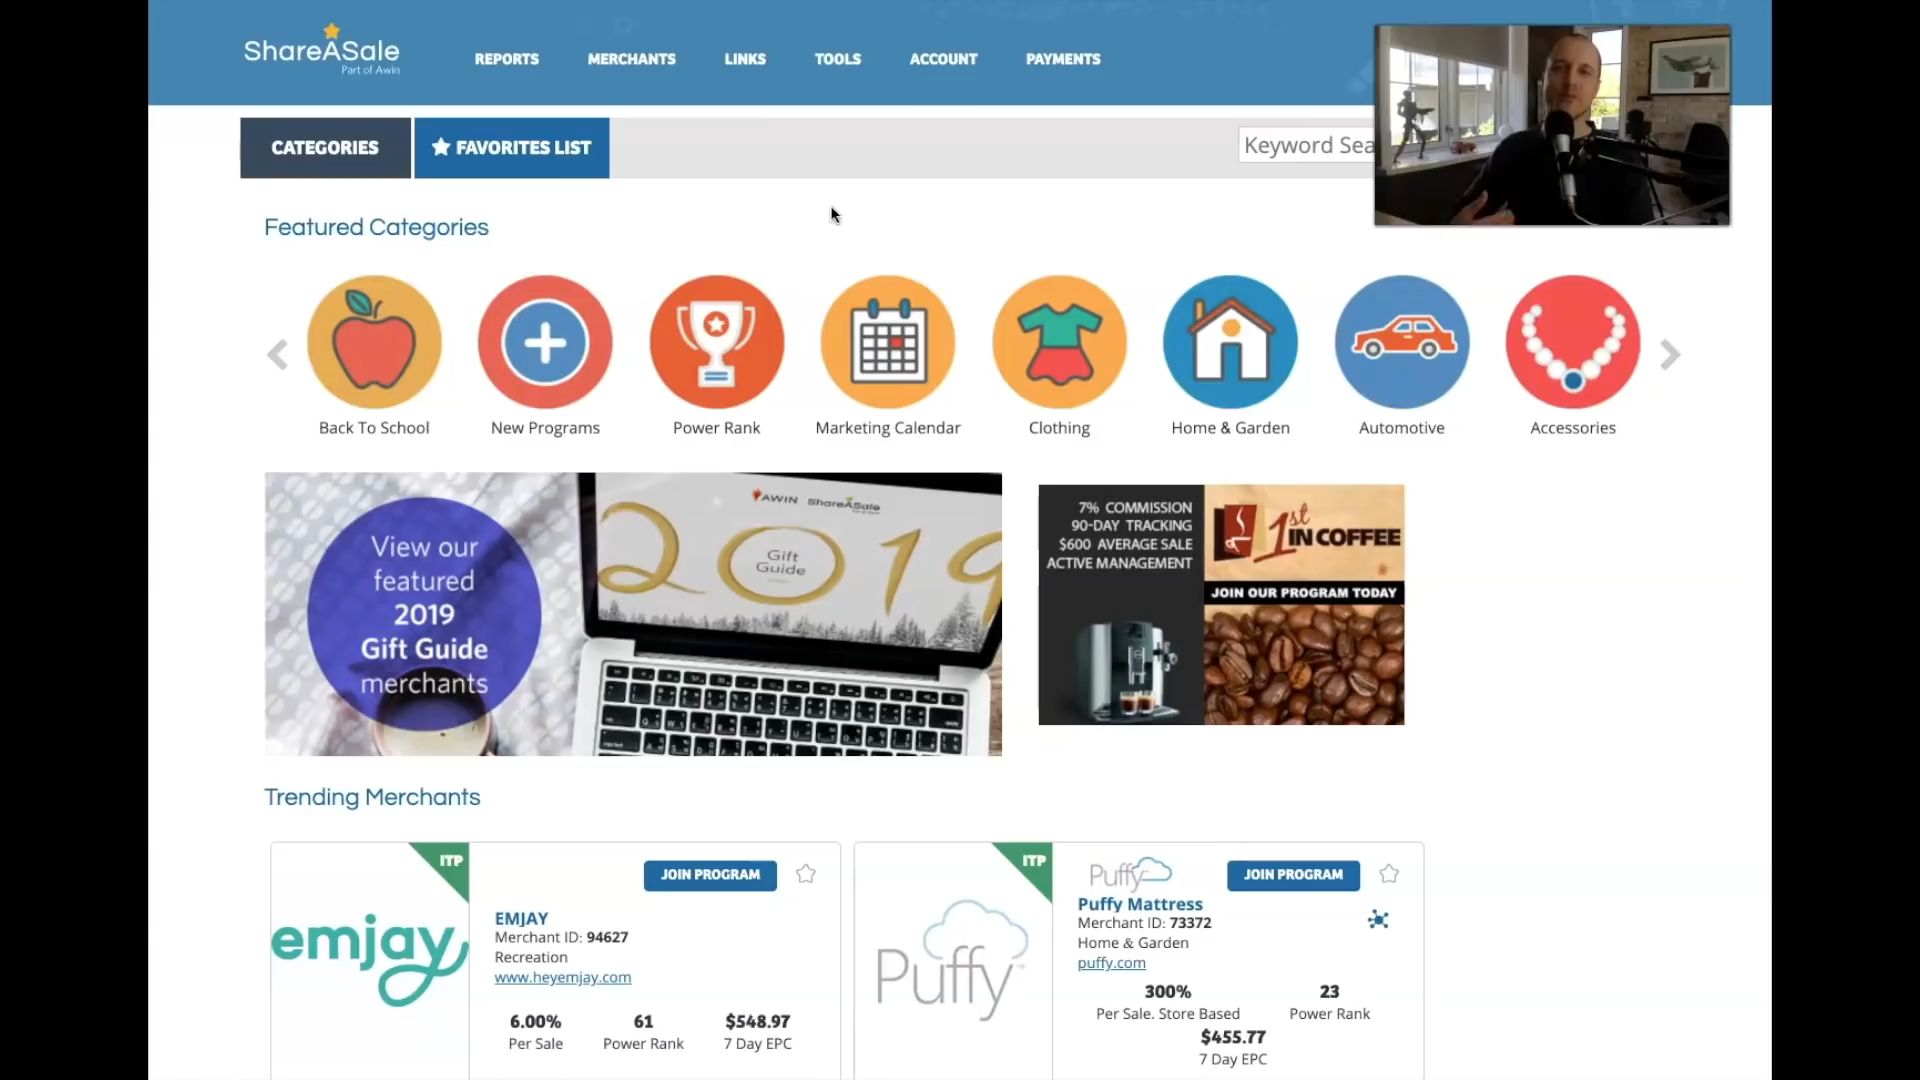 ShareASale
Part of Awin
REPORTS
MERCHANTS
LINKS
TOOLS
ACCOUNT
PAYMENTS
CATEGORIES
FAVORITES LIST
Keyword Sea
Featured Categories
Back To School
New Programs
Power Rank
Marketing Calendar
Clothing
Home & Garden
Automotive
Accessories
View our
featured
2019
Gift Guide
merchants
AWIN ShareASale
2019
Gift
Guide
7% COMMISSION
90-DAY TRACKING
$600 AVERAGE SALE
ACTIVE MANAGEMENT
1st
IN COFFEE
JOIN OUR PROGRAM TODAY
Trending Merchants
ITP
emjay
JOIN PROGRAM
EMJAY
Merchant ID: 94627
Recreation
www.heyemjay.com
6.00%
Per Sale
61
Power Rank
$548.97
7 Day EPC
ITP
Puffy
Puffy
JOIN PROGRAM
Puffy Mattress
Merchant ID: 73372
Home & Garden
puffy.com
300%
Per Sale. Store Based
23
Power Rank
$455.77
7 Day EPC